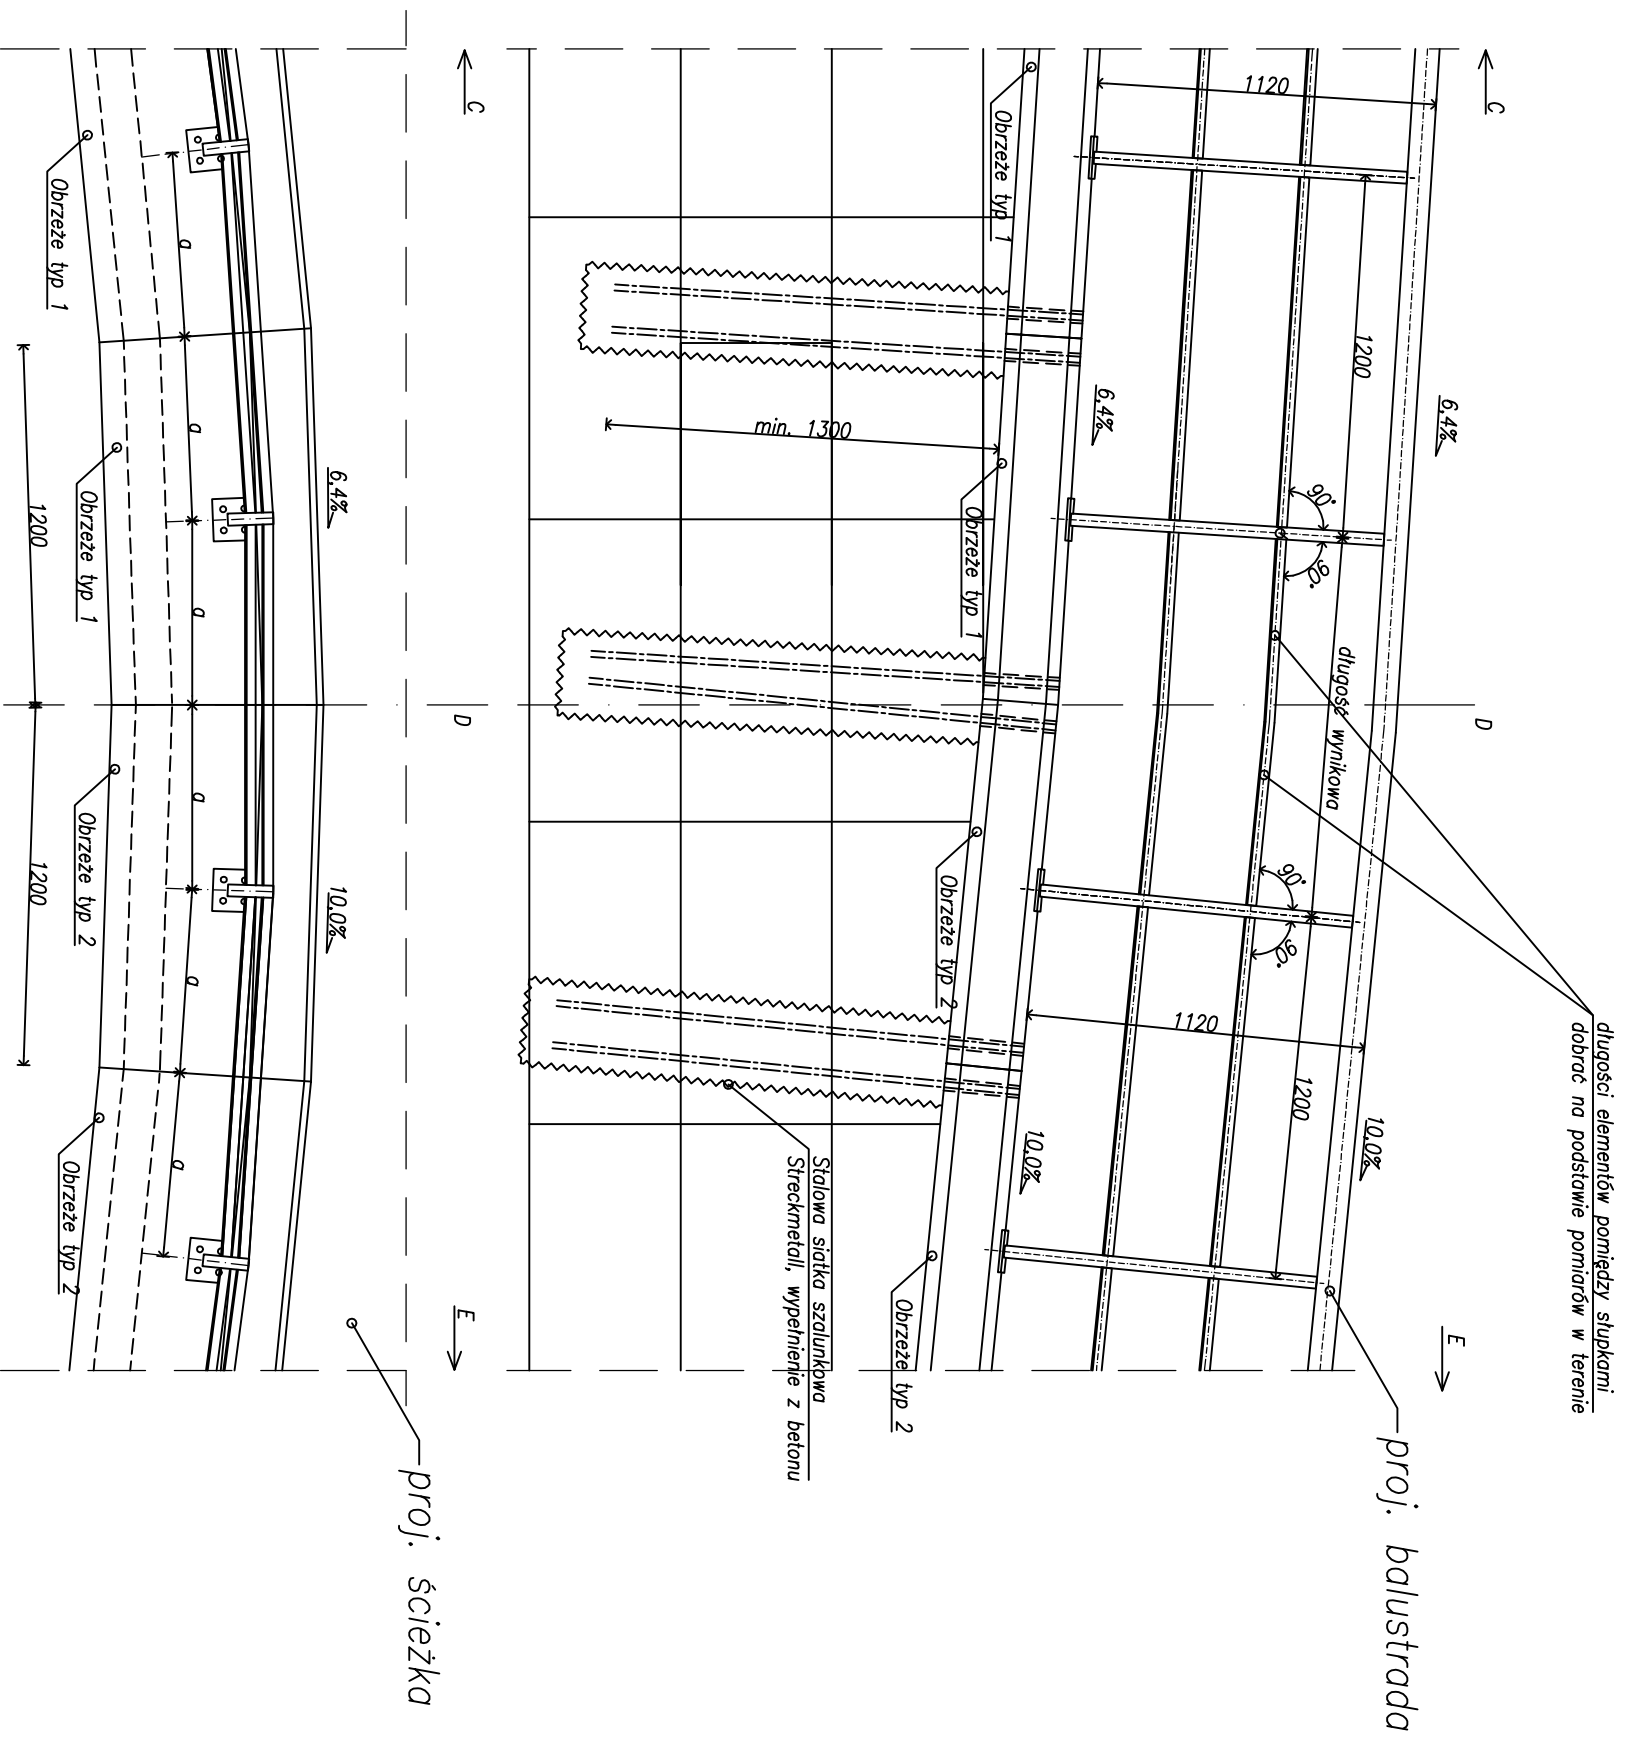 długości elementów pomiędzy słupkami
dobrać na podstawie pomiarów w terenie
C
D
E
6,4%
10,0%
1200
długość wynikowa
1200
90°
90°
90°
90°
1120
1120
proj. balustrada
6,4%
10,0%
Obrzeże typ 1
Obrzeże typ 1
Obrzeże typ 2
Obrzeże typ 2
min. 1300
Stalowa siatka szalunkowa
Streckmetall, wypełnienie z betonu
C
D
E
proj. ścieżka
6,4%
10,0%
a
a
a
a
a
a
Obrzeże typ 1
Obrzeże typ 1
Obrzeże typ 2
Obrzeże typ 2
1200
1200